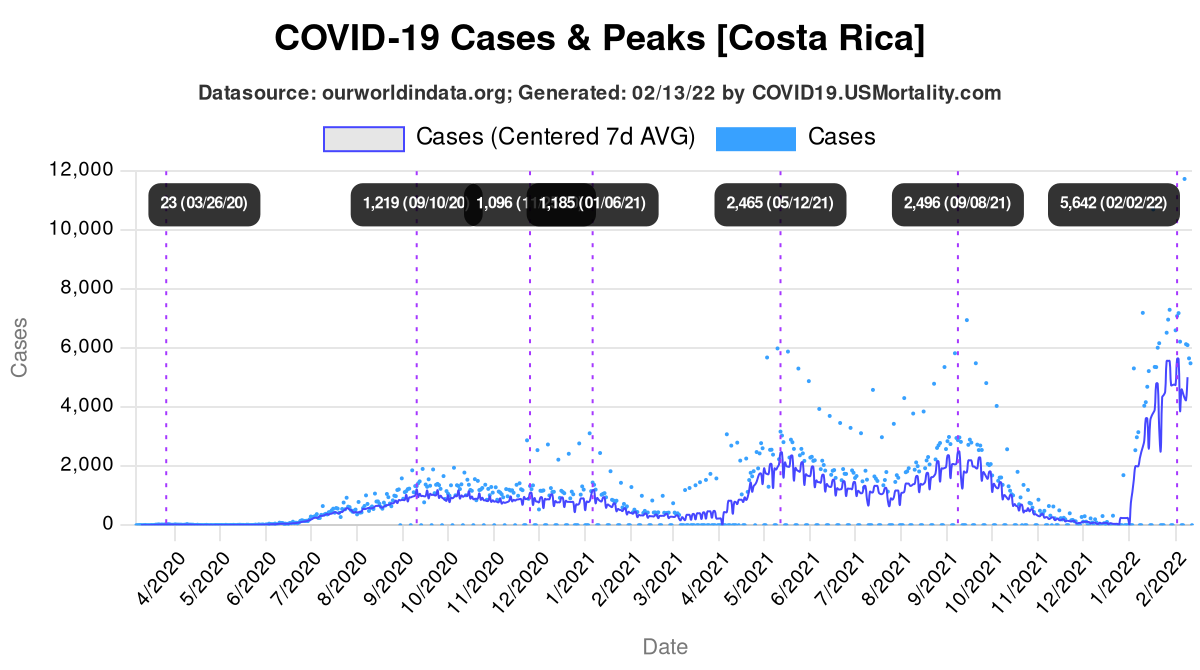 COVID-19 Cases & Peaks [Costa Rica]
Datasource: ourworldindata.org; Generated: 02/13/22 by COVID19.USMortality.com
Cases (Centered 7d AVG) Cases
12,000
10,000
8,000
6,000
4,000
2,000
0
Cases
23 (03/26/20) 1,219 (09/10/20) 1,096 1,185 (01/06/21) 2,465 (05/12/21) 2,496 (09/08/21) 5,642 (02/02/22)
4/2020 5/2020 6/2020 7/2020 8/2020 9/2020 10/2020 11/2020 12/2020 1/2021 2/2021 3/2021 4/2021 5/2021 6/2021 7/2021 8/2021 9/2021 10/2021 11/2021 12/2021 1/2022 2/2022
Date